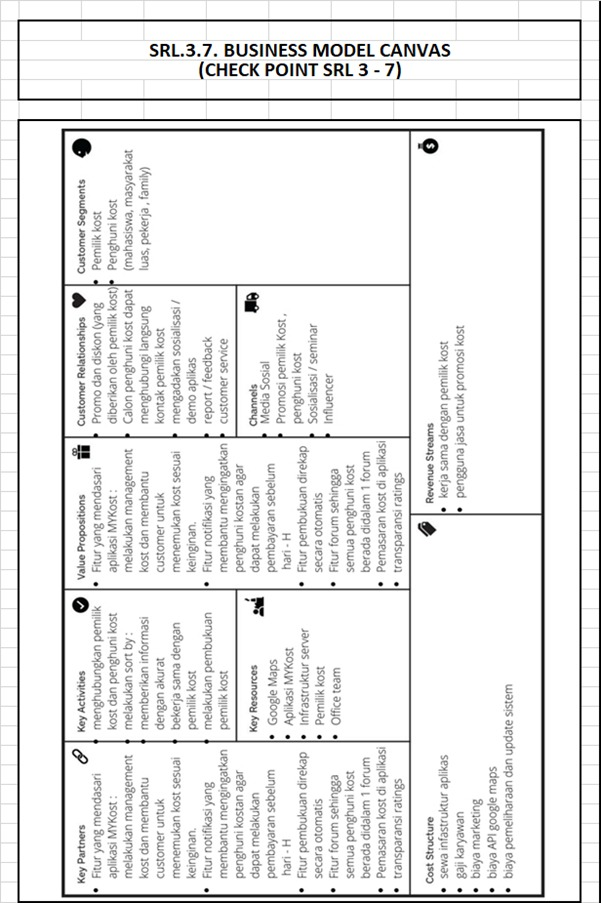 SRL.3.7. BUSINESS MODEL CANVAS
(CHECK POINT SRL 3 - 7)
Key Partners
• Fitur yang mendasari
aplikasi MYKost :
melakukan management
kost dan membantu
customer untuk
menemukan kost sesuai
keinginan.
• Fitur notifikasi yang
membantu mengingatkan
penghuni kostan agar
dapat melakukan
pembayaran sebelum
hari - H
• Fitur pembukuan direkap
secara otomatis
• Fitur forum sehingga
semua penghuni kost
berada didalam 1 forum
• Pemasaran kost di aplikasi
• transparansi ratings
Key Activities
• menghubungkan pemilik
kost dan penghuni kost
• melakukan sort by :
• memberikan informasi
dengan akurat
• bekerja sama dengan
pemilik kost
• melakukan pembukuan
pemilik kost
Key Resources
• Google Maps
• Aplikasi MYKost
• Infrastruktur server
• Pemilik kost
• Office team
Value Propositions
• Fitur yang mendasari
aplikasi MYKost :
melakukan management
kost dan membantu
customer untuk
menemukan kost sesuai
keinginan.
• Fitur notifikasi yang
membantu mengingatkan
penghuni kostan agar
dapat melakukan
pembayaran sebelum
hari - H
• Fitur pembukuan direkap
secara otomatis
• Fitur forum sehingga
semua penghuni kost
berada didalam 1 forum
• Pemasaran kost di aplikasi
• transparansi ratings
Customer Relationships
• Promo dan diskon (yang
diberikan oleh pemilik kost)
• Calon penghuni kost dapat
menghubungi langsung
kontak pemilik kost
• mengadakan sosialisasi /
demo aplikas
• report / feedback
• customer service
Channels
• Media Sosial
• Promosi pemilik Kost ,
penghuni kost
• Sosialisasi / seminar
• Influencer
Customer Segments
• Pemilik kost
• Penghuni kost
(mahasiswa, masyarakat
luas, pekerja , family)
Cost Structure
• sewa infastruktur aplikas
• gaji karyawan
• biaya marketing
• biaya API google maps
• biaya pemeliharaan dan update sistem
Revenue Streams
• kerja sama dengan pemilik kost
• pengguna jasa untuk promosi kost